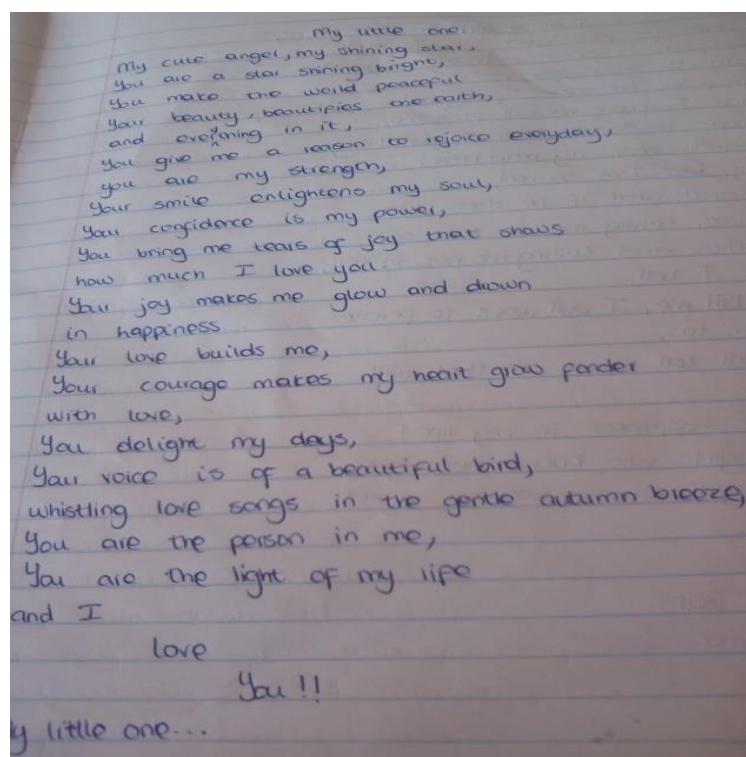 My little one.
My cute angel, my shining star,
You are a star shining bright,
You make the world peaceful
Your beauty, beautifies the earth,
and everything in it,
You give me a reason to rejoice everyday,
you are my strength,
Your smile enlightens my soul,
Your confidence is my power,
You bring me tears of joy that shows
how much I love you.
Your joy makes me glow and drown
in happiness
Your love builds me,
Your courage makes my heart grow fonder
with love,
You delight my days,
Your voice is of a beautiful bird,
whistling love songs in the gentle autumn breeze,
You are the person in me,
You are the light of my life
and I
love
You !!
y little one...